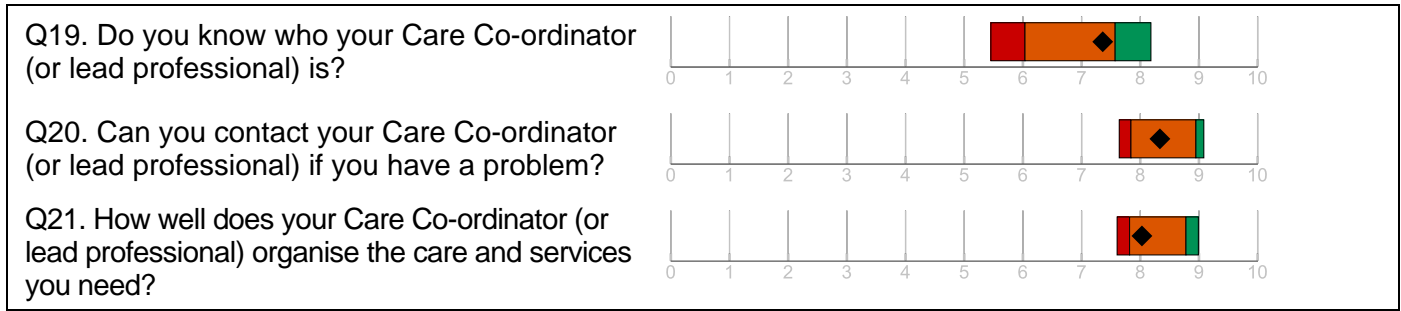 Q19. Do you know who your Care Co-ordinator
(or lead professional) is?
0 1 2 3 4 5 6 7 8 9 10
Q20. Can you contact your Care Co-ordinator
(or lead professional) if you have a problem?
0 1 2 3 4 5 6 7 8 9 10
Q21. How well does your Care Co-ordinator (or
lead professional) organise the care and services
you need?
0 1 2 3 4 5 6 7 8 9 10